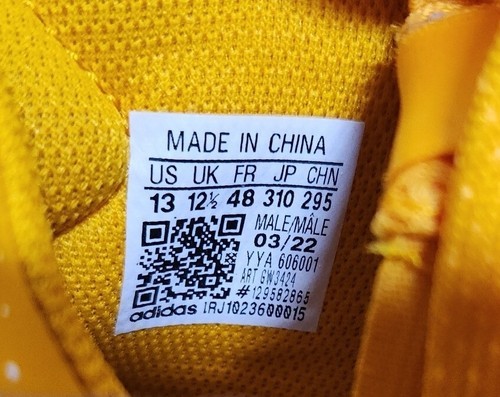 MADE IN CHINA
US UK FR JP CHN
13 12½ 48 310 295
MALE/MÂLE
03/22
YYA 606001
ART GW3424
#129582865
adidas IRJ1023600015